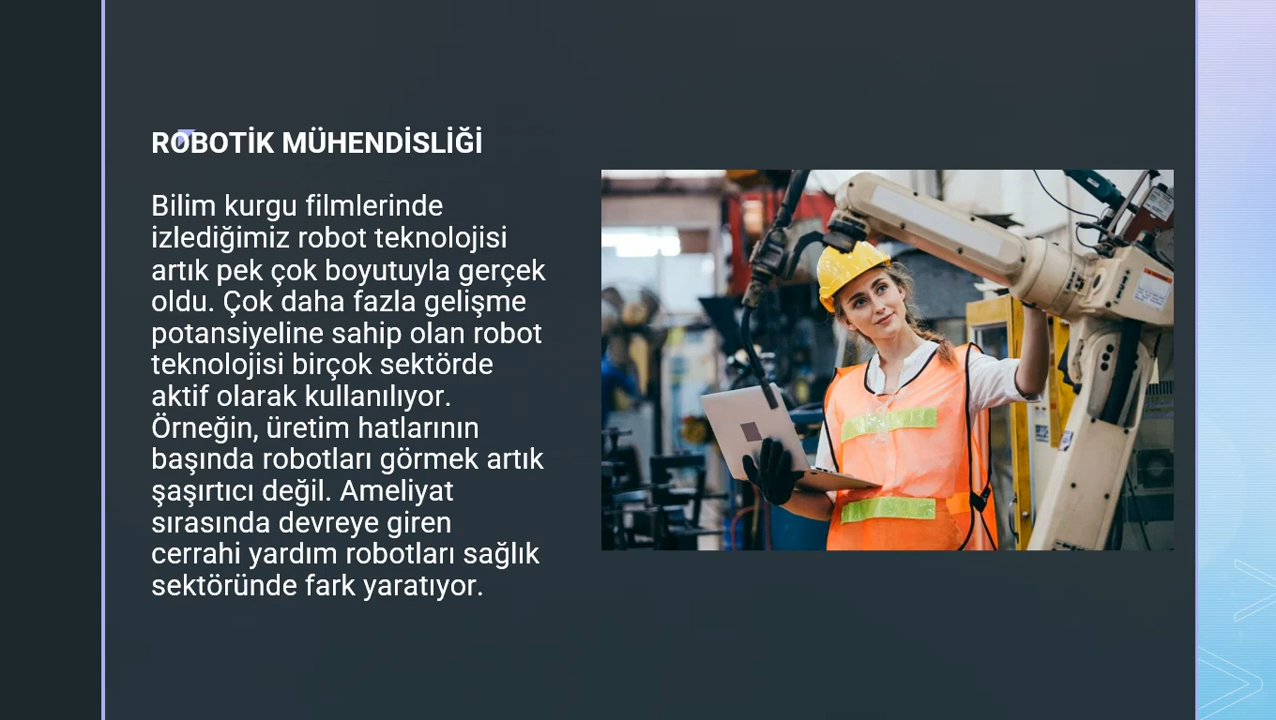 ROBOTİK MÜHENDİSLİĞİ
Bilim kurgu filmlerinde
izlediğimiz robot teknolojisi
artık pek çok boyutuyla gerçek
oldu. Çok daha fazla gelişme
potansiyeline sahip olan robot
teknolojisi birçok sektörde
aktif olarak kullanılıyor.
Örneğin, üretim hatlarının
başında robotları görmek artık
şaşırtıcı değil. Ameliyat
sırasında devreye giren
cerrahi yardım robotları sağlık
sektöründe fark yaratıyor.